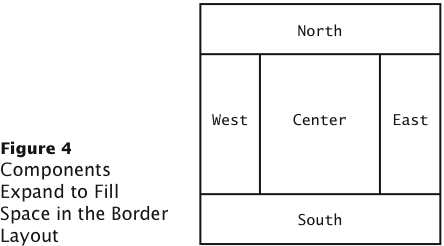 North
West Center East
South
Figure 4
Components
Expand to Fill
Space in the Border
Layout